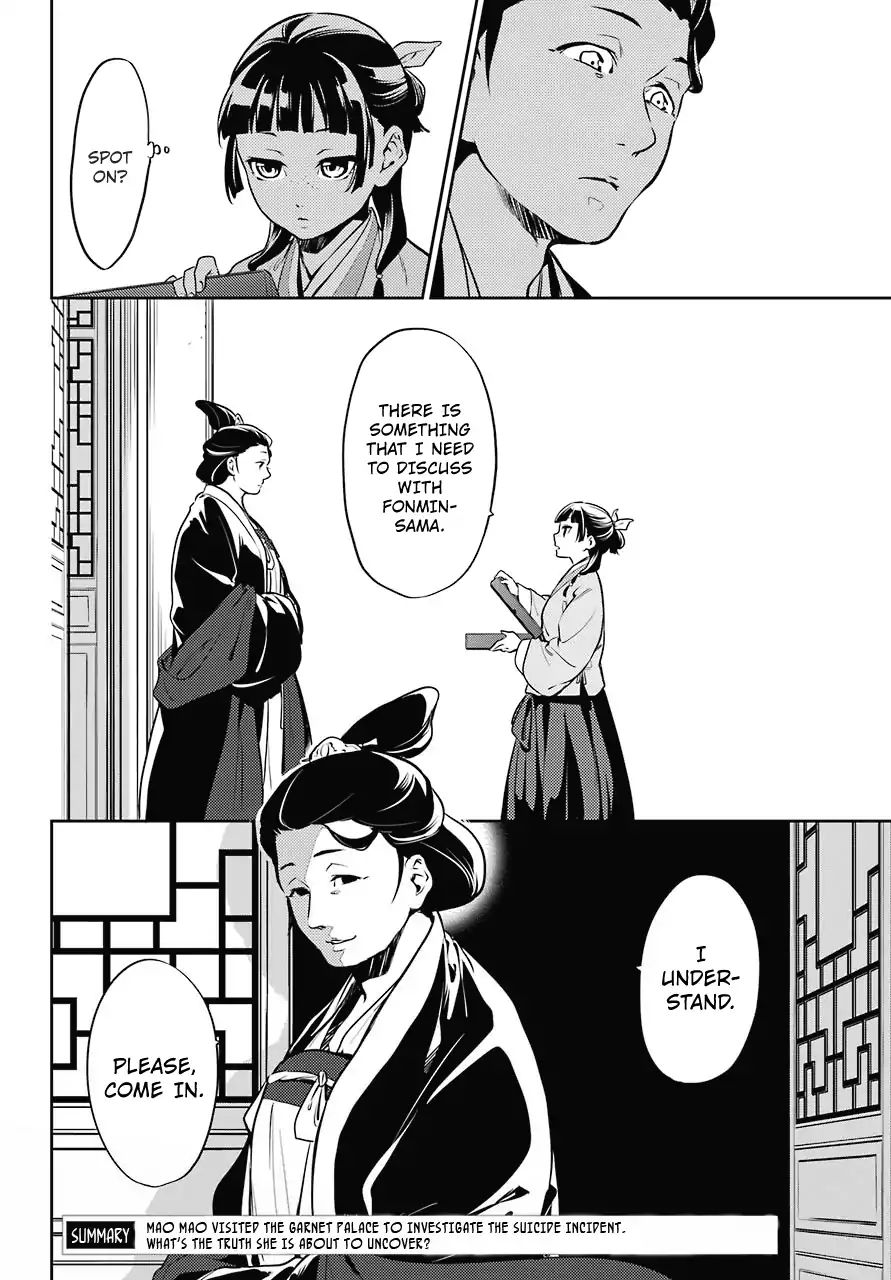 SPOT
ON?
THERE IS
SOMETHING
THAT I NEED
TO DISCUSS
WITH
FONMIN-
SAMA.
I
UNDER-
STAND.
PLEASE,
COME IN.
SUMMARY
MAO MAO VISITED THE GARNET PALACE TO INVESTIGATE THE SUICIDE INCIDENT.
WHAT'S THE TRUTH SHE IS ABOUT TO UNCOVER?